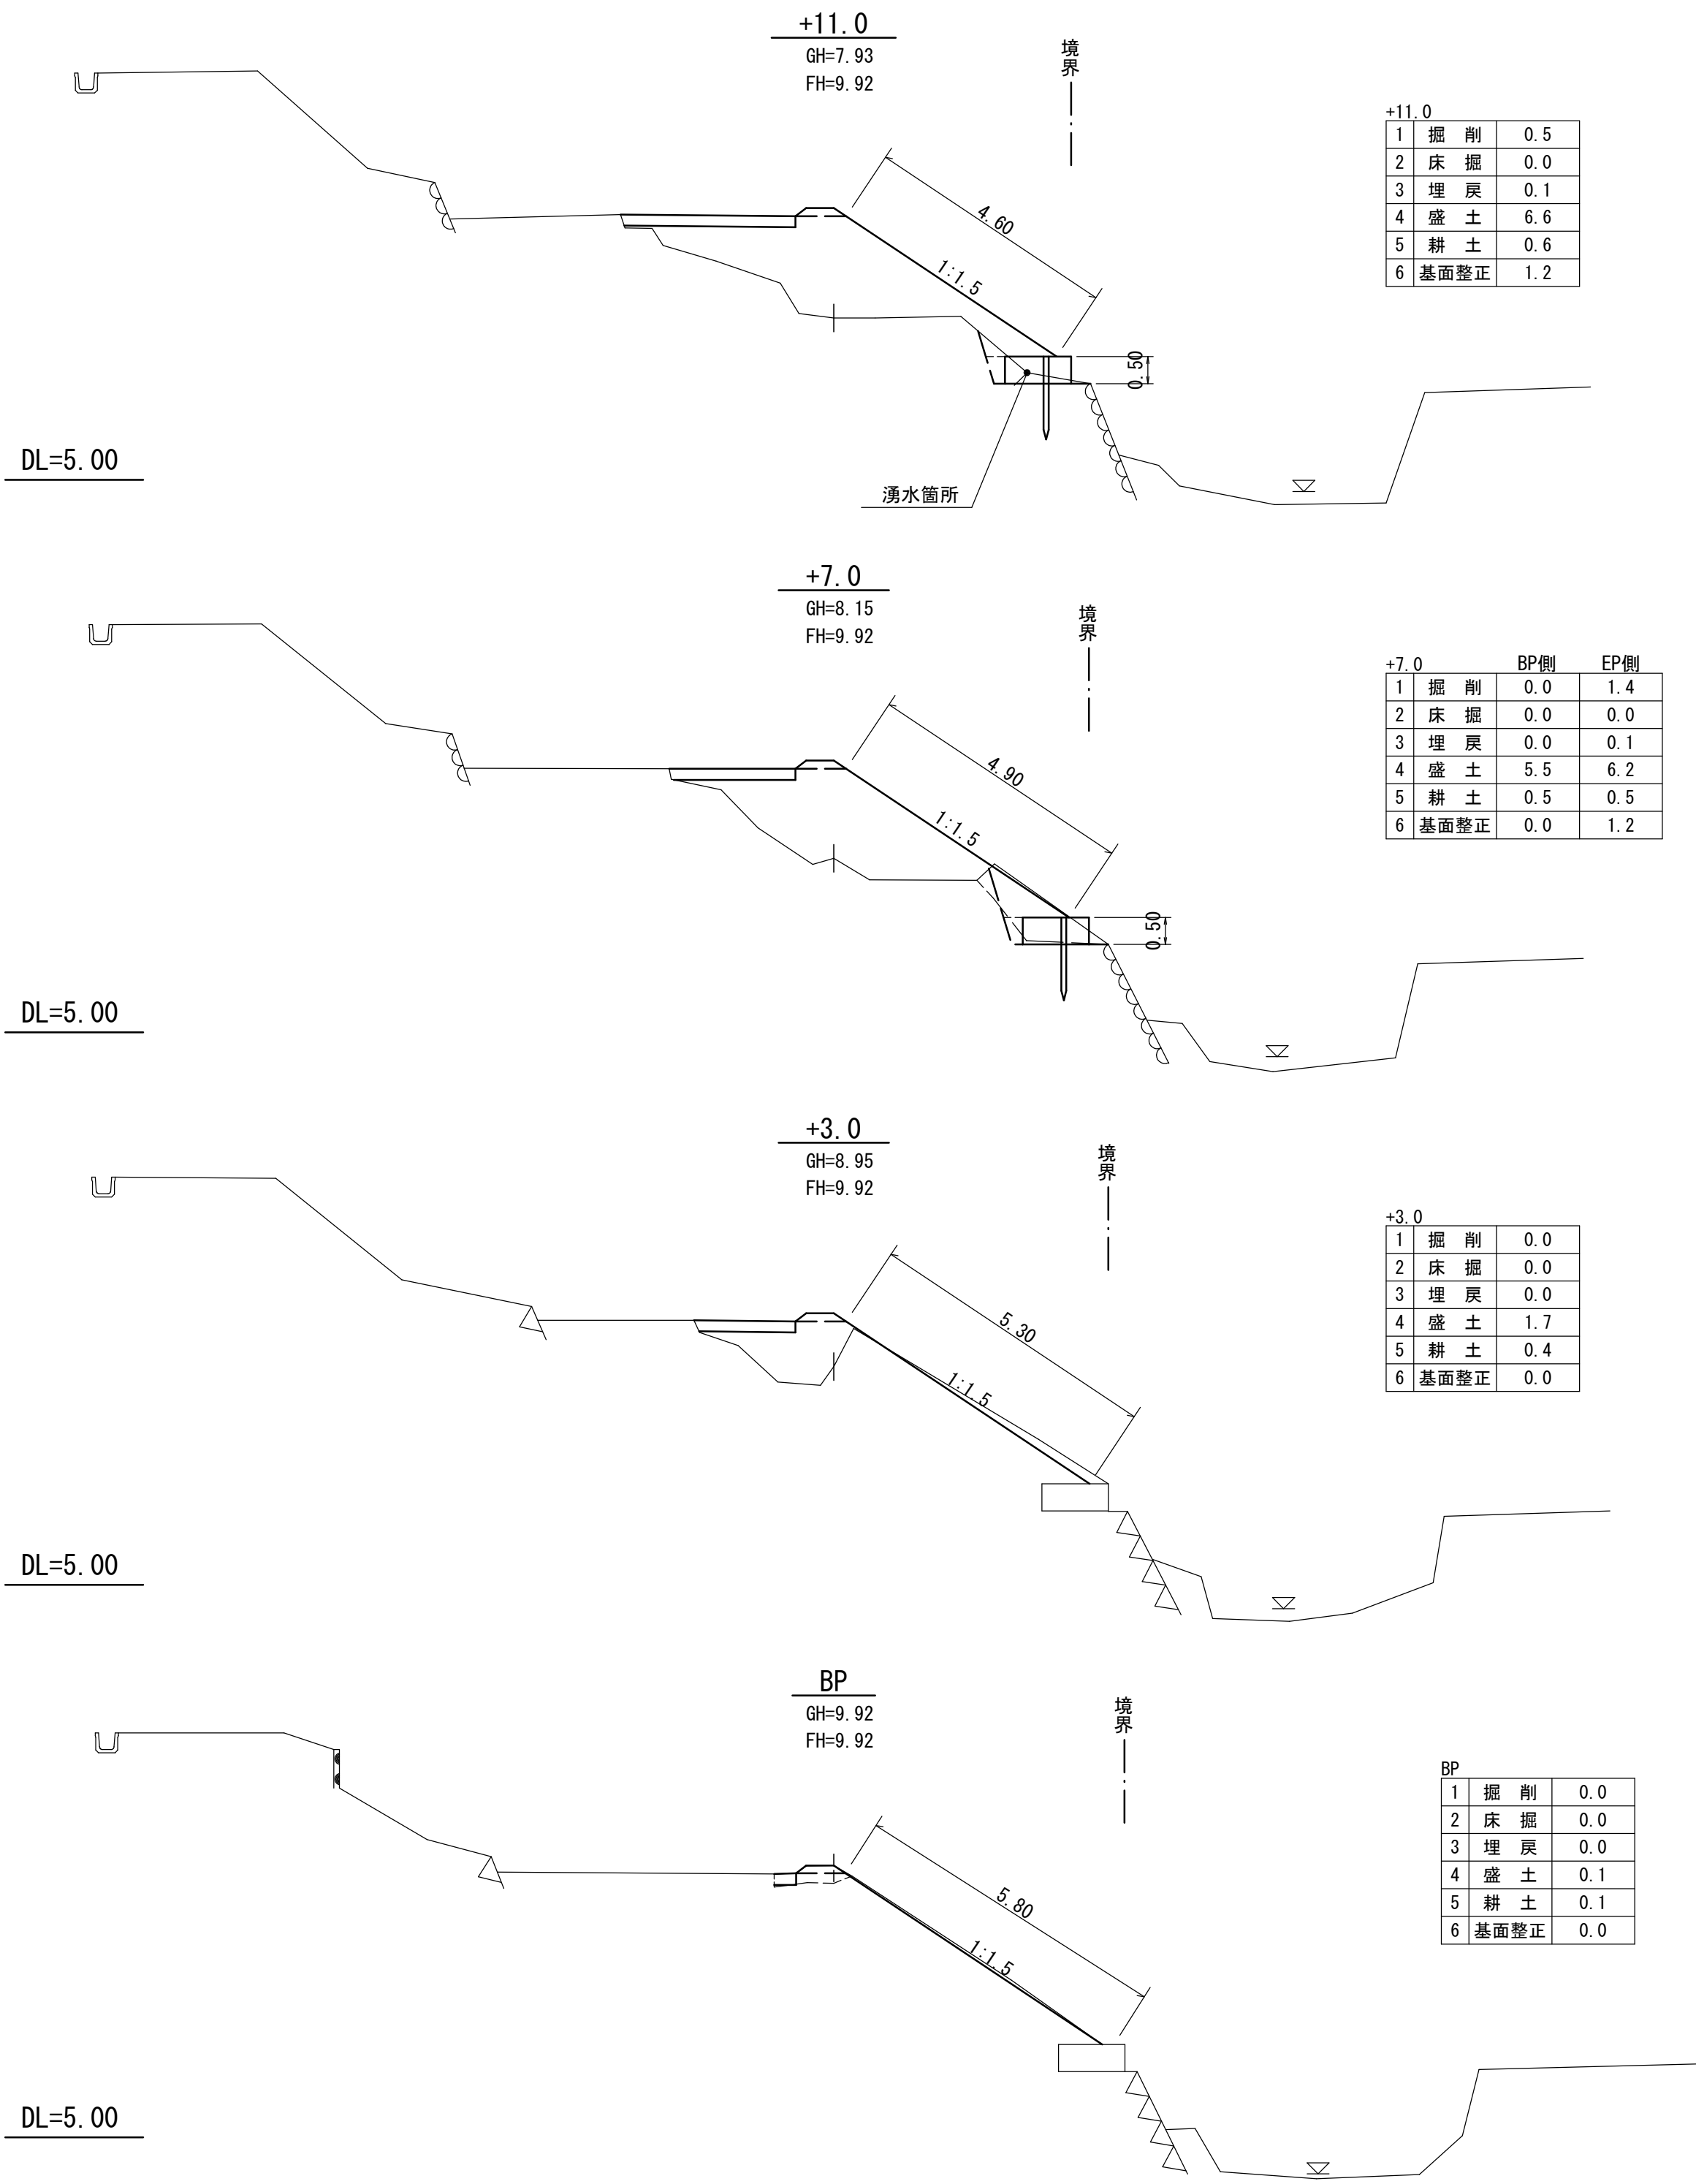 +11.0
GH=7.93
FH=9.92
境界
4.60
1:1.5
0.50
湧水箇所
DL=5.00
+11.0
1 掘 削 0.5
2 床 掘 0.0
3 埋 戻 0.1
4 盛 土 6.6
5 耕 土 0.6
6 基面整正 1.2
+7.0
GH=8.15
FH=9.92
境界
4.90
1:1.5
0.50
DL=5.00
+7.0 BP側 EP側
1 掘 削 0.0 1.4
2 床 掘 0.0 0.0
3 埋 戻 0.0 0.1
4 盛 土 5.5 6.2
5 耕 土 0.5 0.5
6 基面整正 0.0 1.2
+3.0
GH=8.95
FH=9.92
境界
5.30
1:1.5
DL=5.00
+3.0
1 掘 削 0.0
2 床 掘 0.0
3 埋 戻 0.0
4 盛 土 1.7
5 耕 土 0.4
6 基面整正 0.0
BP
GH=9.92
FH=9.92
境界
5.80
1:1.5
DL=5.00
BP
1 掘 削 0.0
2 床 掘 0.0
3 埋 戻 0.0
4 盛 土 0.1
5 耕 土 0.1
6 基面整正 0.0